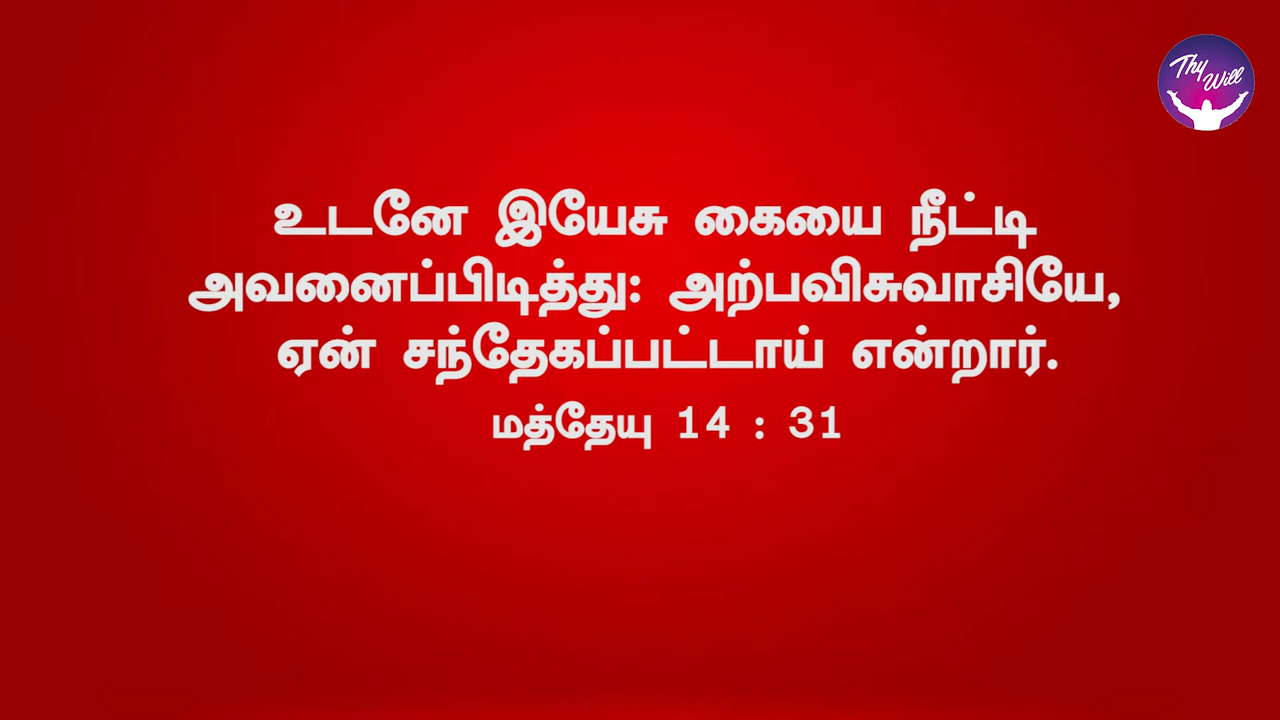 Thy Will
உடனே இயேசு கையை நீட்டி
அவனைப்பிடித்து: அற்பவிசுவாசியே,
ஏன் சந்தேகப்பட்டாய் என்றார்.
மத்தேயு 14 : 31